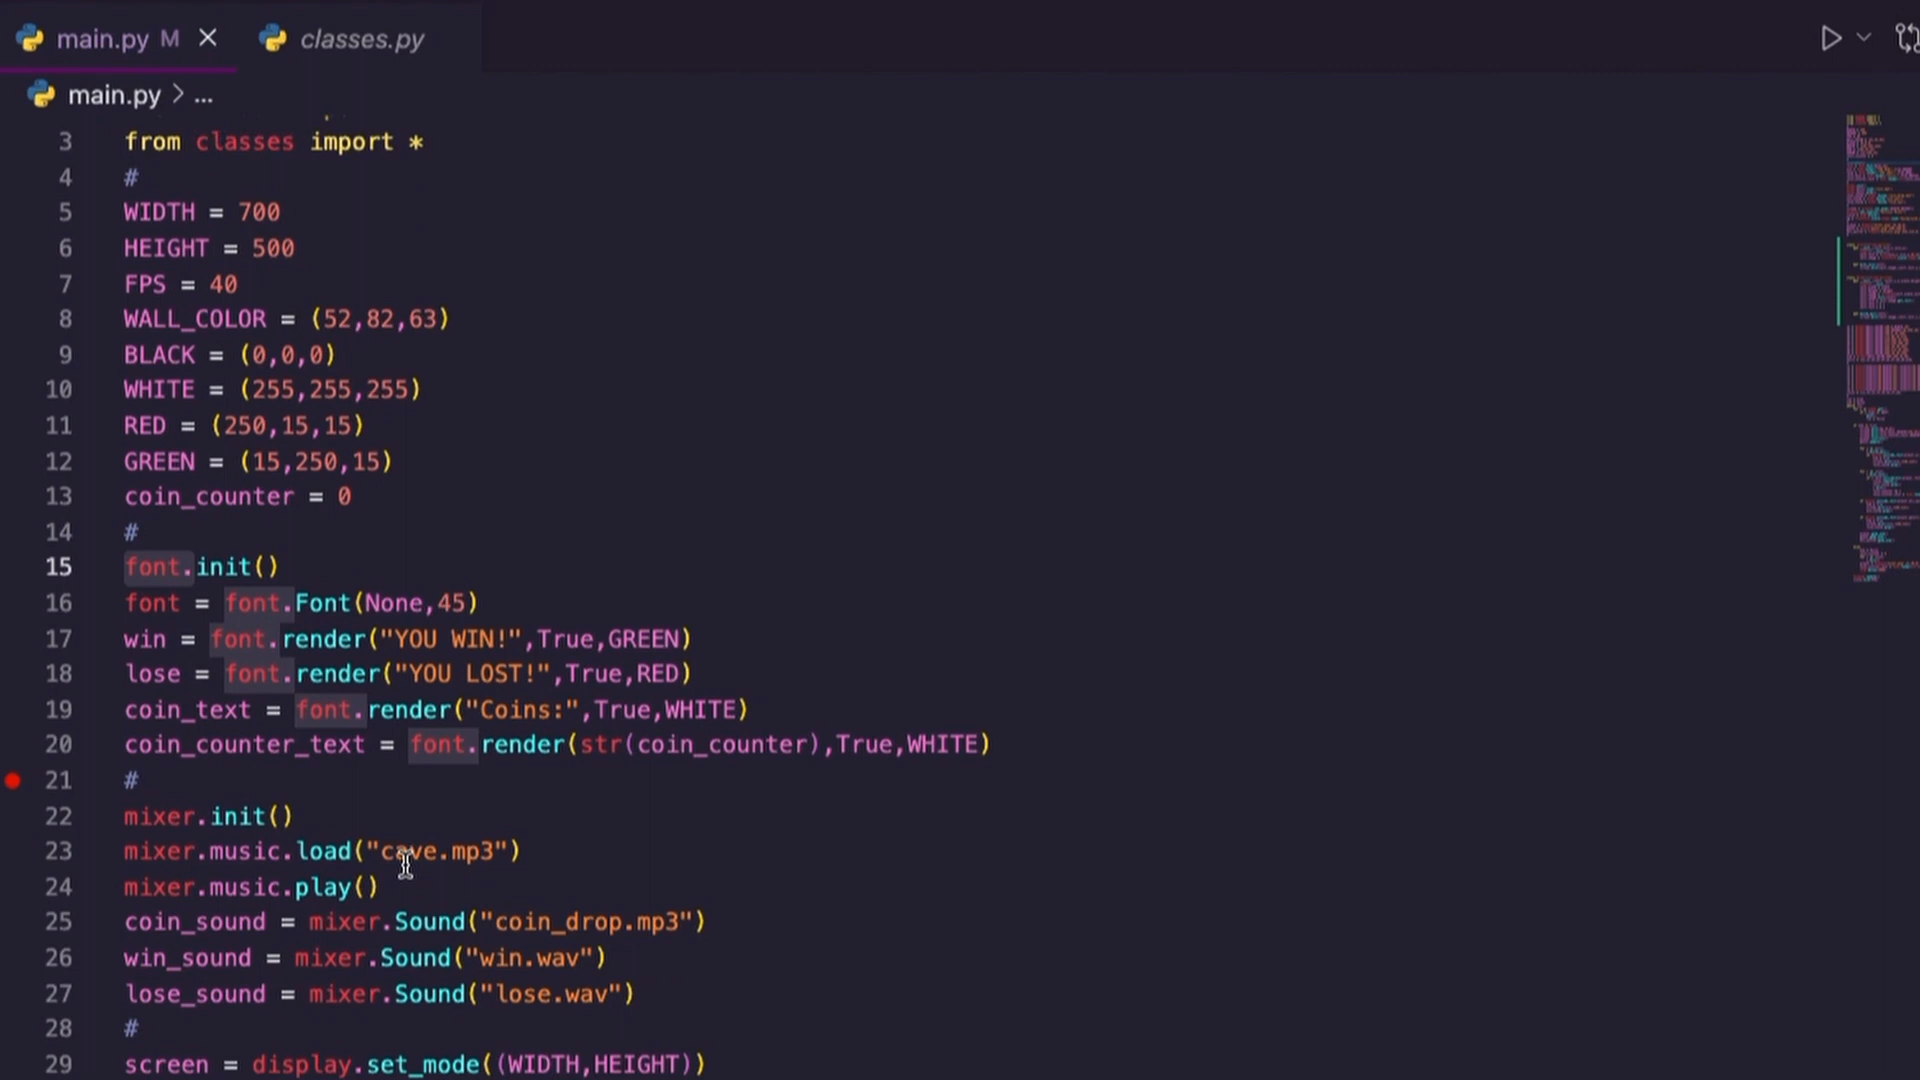 main.py M
classes.py
main.py > ...
3 from classes import *
4 #
5 WIDTH = 700
6 HEIGHT = 500
7 FPS = 40
8 WALL_COLOR = (52,82,63)
9 BLACK = (0,0,0)
10 WHITE = (255,255,255)
11 RED = (250,15,15)
12 GREEN = (15,250,15)
13 coin_counter = 0
14 #
15 font.init()
16 font = font.Font(None,45)
17 win = font.render("YOU WIN!",True,GREEN)
18 lose = font.render("YOU LOST!",True,RED)
19 coin_text = font.render("Coins:",True,WHITE)
20 coin_counter_text = font.render(str(coin_counter),True,WHITE)
21 #
22 mixer.init()
23 mixer.music.load("cave.mp3")
24 mixer.music.play()
25 coin_sound = mixer.Sound("coin_drop.mp3")
26 win_sound = mixer.Sound("win.wav")
27 lose_sound = mixer.Sound("lose.wav")
28 #
29 screen = display.set_mode((WIDTH,HEIGHT))